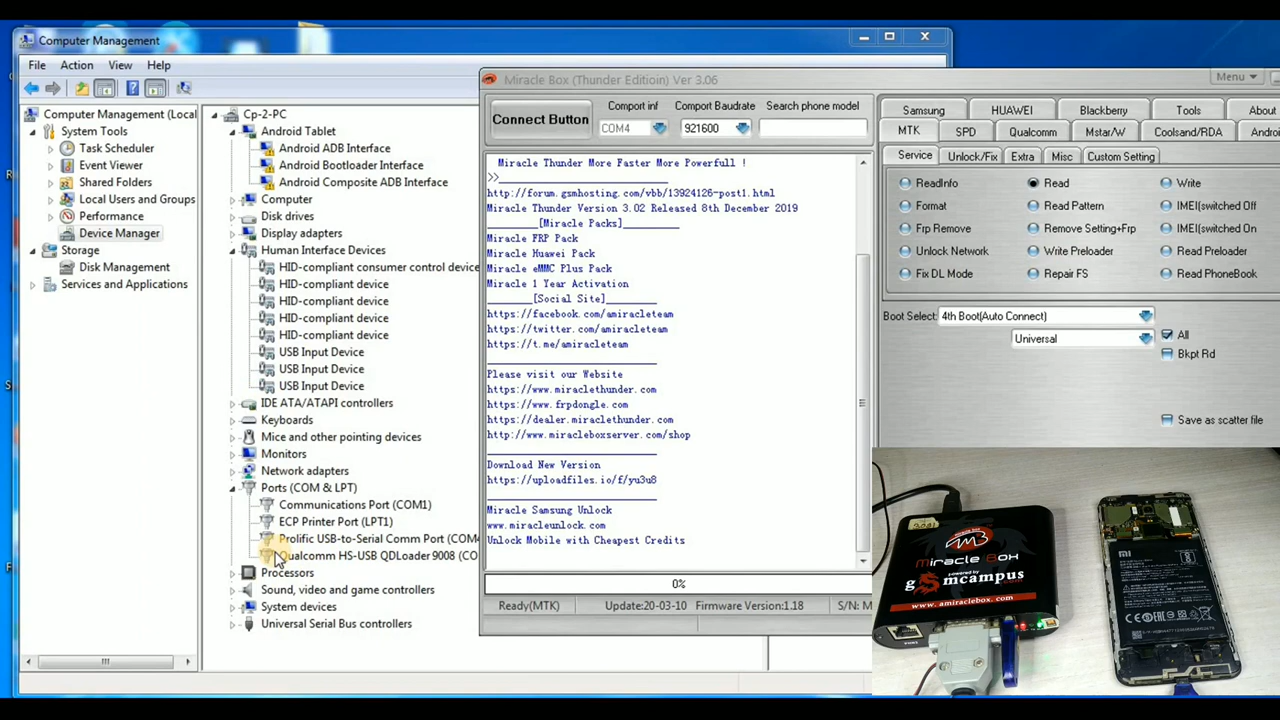 Computer Management
File Action View Help
Computer Management (Local
System Tools
Task Scheduler
Event Viewer
Shared Folders
Local Users and Groups
Performance
Device Manager
Storage
Disk Management
Services and Applications
Cp-2-PC
Android Tablet
Android ADB Interface
Android Bootloader Interface
Android Composite ADB Interface
Computer
Disk drives
Display adapters
Human Interface Devices
HID-compliant consumer control device
HID-compliant device
HID-compliant device
HID-compliant device
HID-compliant device
USB Input Device
USB Input Device
USB Input Device
IDE ATA/ATAPI controllers
Keyboards
Mice and other pointing devices
Monitors
Network adapters
Ports (COM & LPT)
Communications Port (COM1)
ECP Printer Port (LPT1)
Prolific USB-to-Serial Comm Port (COM4
Qualcomm HS-USB QDLoader 9008 (CO
Processors
Sound, video and game controllers
System devices
Universal Serial Bus controllers
Miracle Box (Thunder Editioin) Ver 3.06
Menu
Connect Button
Comport inf Comport Baudrate Search phone model
COM4 921600
Miracle Thunder More Faster More Powerfull !
>>
http://forum.gsmhosting.com/vbb/13924126-post1.html
Miracle Thunder Version 3.02 Released 8th December 2019
[Miracle Packs]
Miracle FRP Pack
Miracle Huawei Pack
Miracle eMMC Plus Pack
Miracle 1 Year Activation
[Social Site]
https://facebook.com/amiracleteam
https://twitter.com/amiracleteam
https://t.me/amiracleteam
Please visit our Website
https://www.miraclethunder.com
https://www.frpdongle.com
https://dealer.miraclethunder.com
http://www.miracleboxserver.com/shop
Download New Version
https://uploadfiles.io/f/yu3u8
Miracle Samsung Unlock
www.miracleunlock.com
Unlock Mobile with Cheapest Credits
0%
Ready(MTK) Update:20-03-10 Firmware Version:1.18 S/N: M
Samsung HUAWEI Blackberry Tools About
MTK SPD Qualcomm Mstar/W Coolsand/RDA Androi
Service Unlock/Fix Extra Misc Custom Setting
ReadInfo Read Write
Format Read Pattern IMEI(switched Off
Frp Remove Remove Setting+Frp IMEI(switched On
Unlock Network Write Preloader Read Preloader
Fix DL Mode Repair FS Read PhoneBook
Boot Select: 4th Boot(Auto Connect)
Universal All
Bkpt Rd
Save as scatter file
Miracle Box
powered by
gsmcampus
www.amiraclebox.com
mi